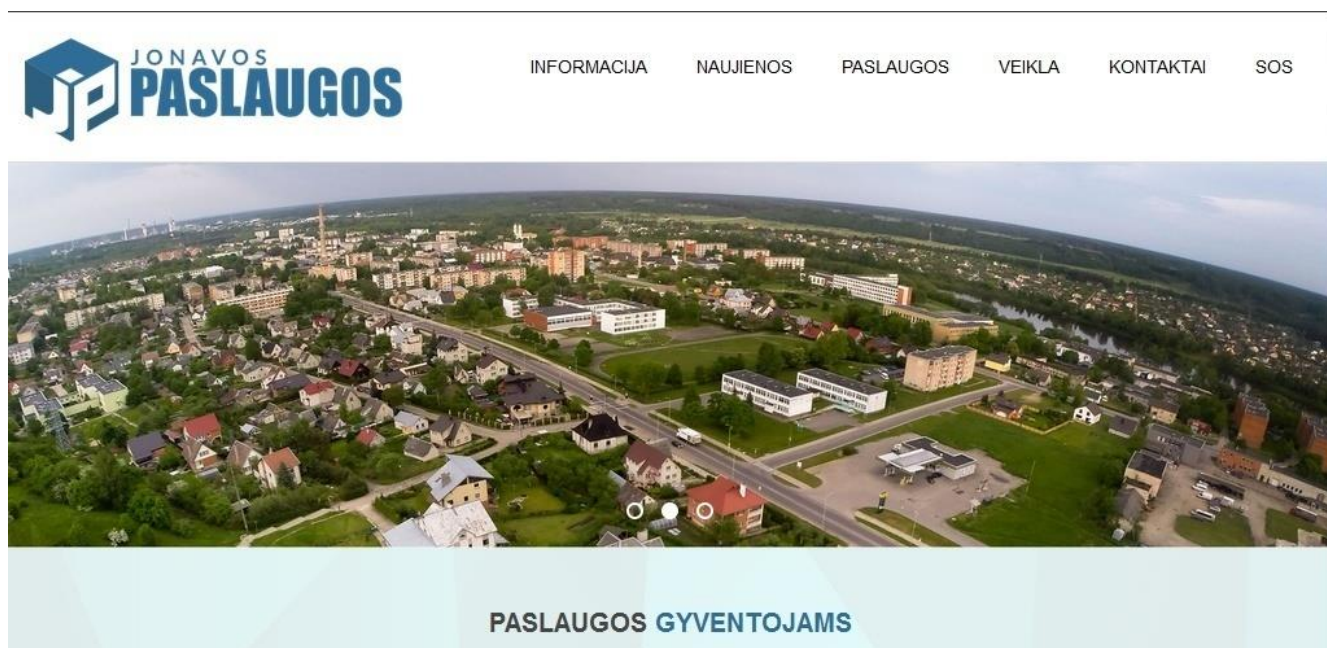 JONAVOS
PASLAUGOS
INFORMACIJA NAUJIENOS PASLAUGOS VEIKLA KONTAKTAI SOS
PASLAUGOS GYVENTOJAMS